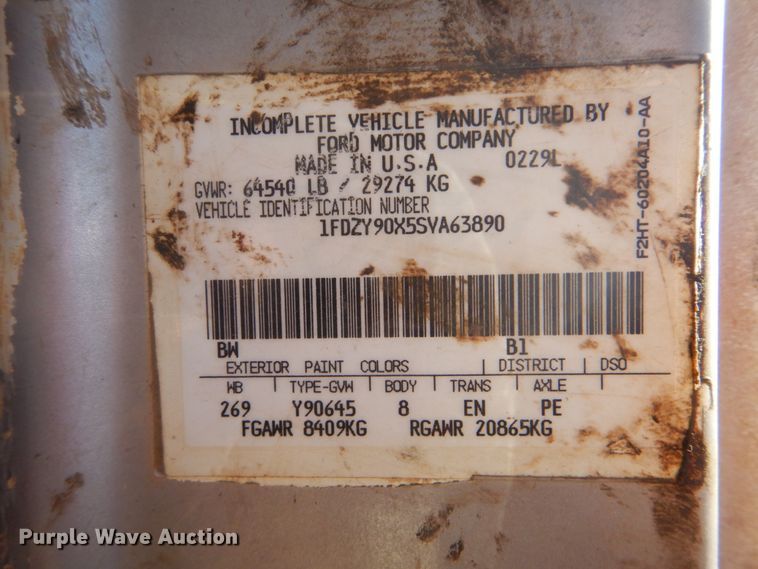 INCOMPLETE VEHICLE MANUFACTURED BY
FORD MOTOR COMPANY
MADE IN U.S.A 0229L
GVWR: 64540 LB / 29274 KG
VEHICLE IDENTIFICATION NUMBER
1FDZY90X5SVA63890
F2HT-60204A10-AA
BW B1
EXTERIOR PAINT COLORS DISTRICT DSO
WB TYPE-GVW BODY TRANS AXLE
269 Y90645 8 EN PE
FGAWR 8409KG RGAWR 20865KG
Purple Wave Auction